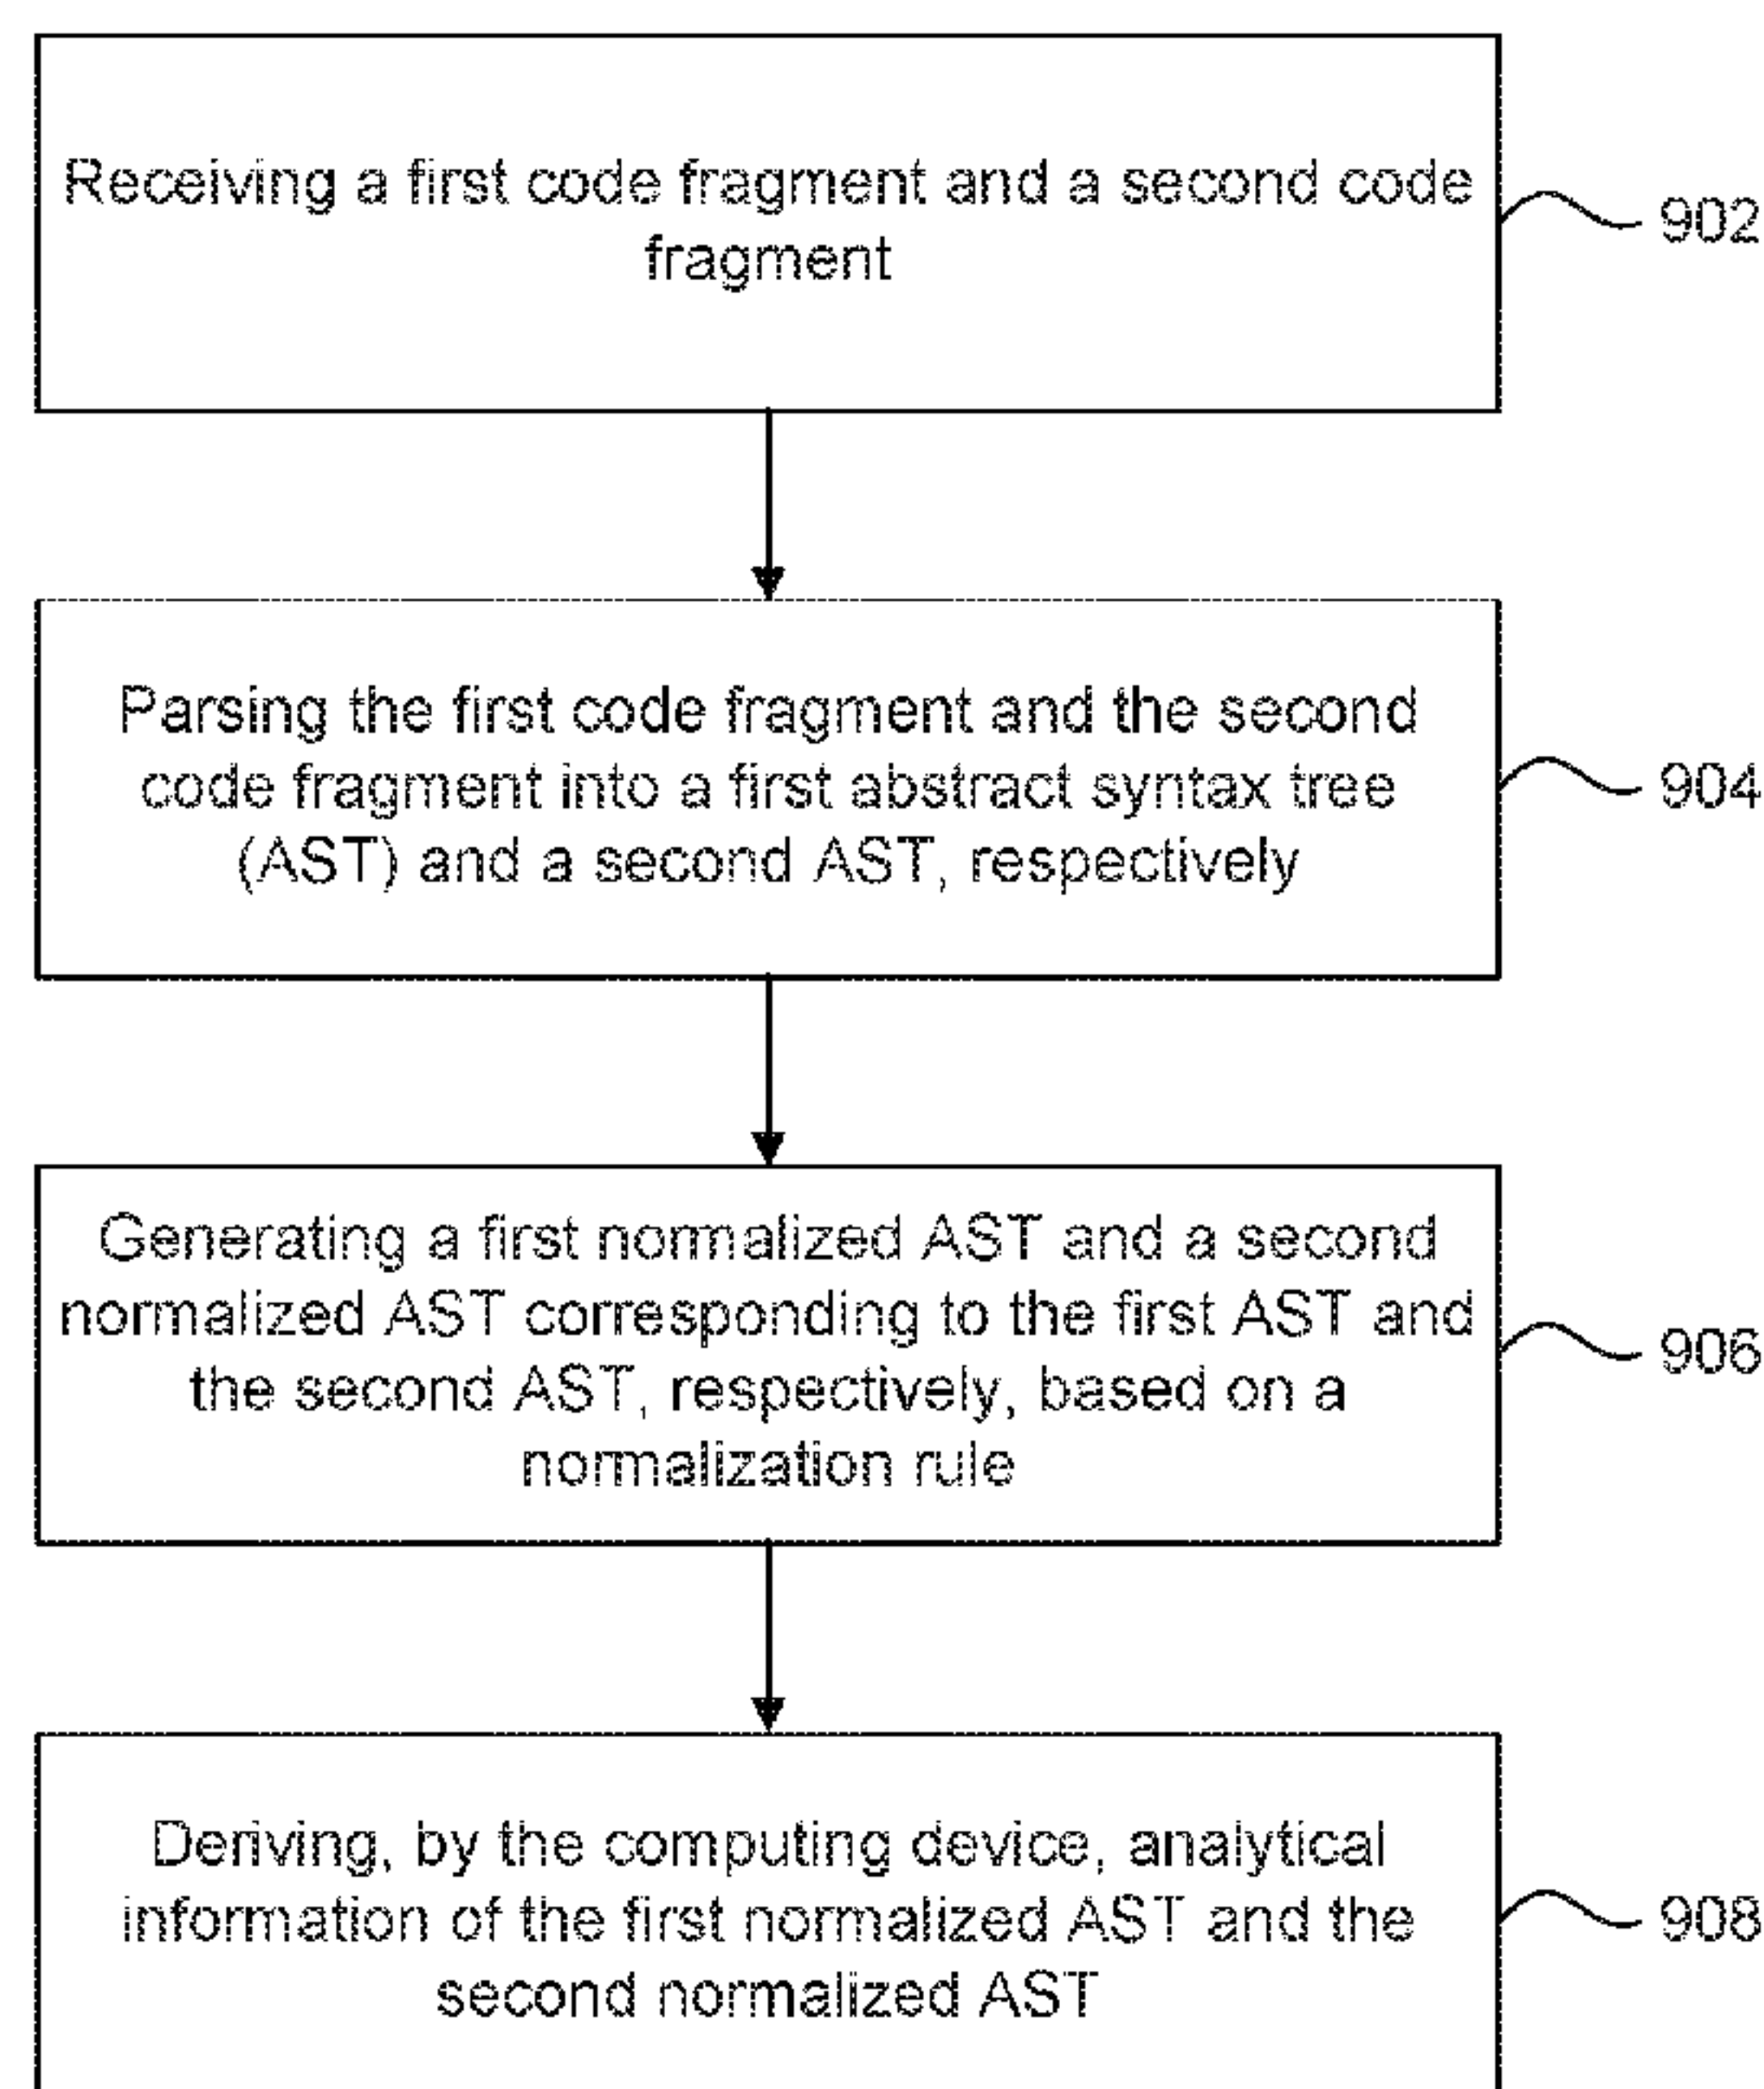 Receiving a first code fragment and a second code
fragment
902
Parsing the first code fragment and the second
code fragment into a first abstract syntax tree
(AST) and a second AST, respectively
904
Generating a first normalized AST and a second
normalized AST corresponding to the first AST and
the second AST, respectively, based on a
normalization rule
906
Deriving, by the computing device, analytical
information of the first normalized AST and the
second normalized AST
908